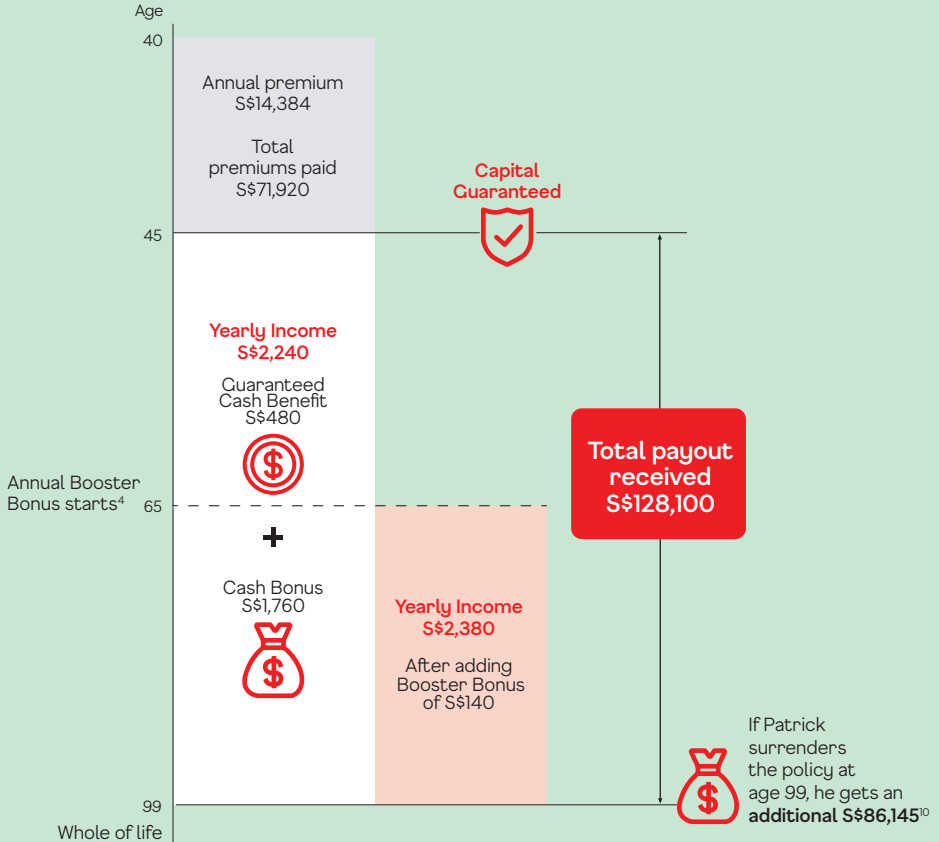 Age
40
Annual premium
S$14,384
Total
premiums paid
S$71,920
Capital
Guaranteed
45
Yearly Income
S$2,240
Guaranteed
Cash Benefit
S$480
$
Total payout
received
S$128,100
Annual Booster
Bonus starts4
65
+
Cash Bonus
S$1,760
$
Yearly Income
S$2,380
After adding
Booster Bonus
of S$140
If Patrick
surrenders
the policy at
age 99, he gets an
additional S$86,14510
$
99
Whole of life